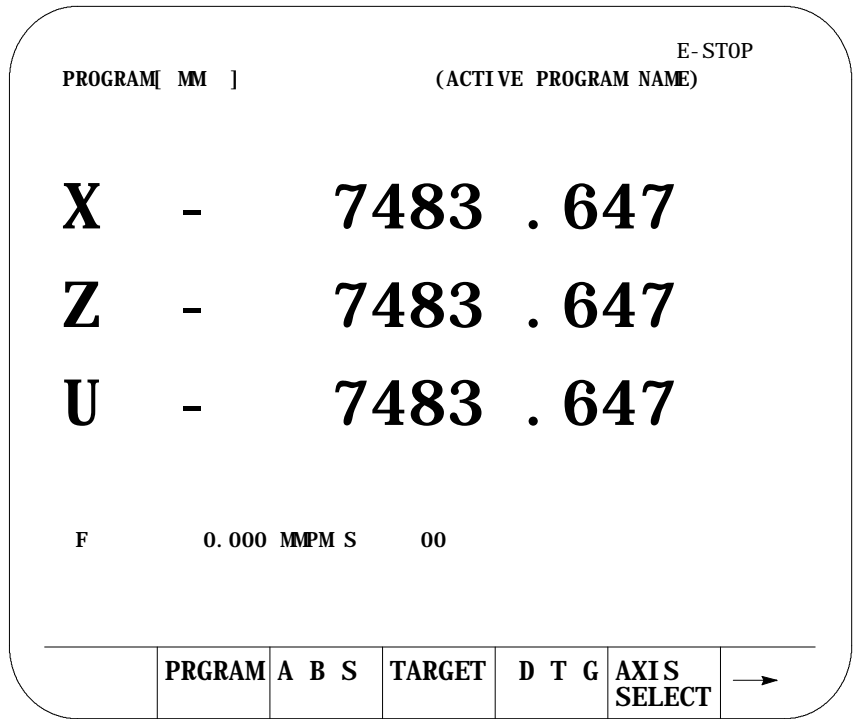 E-STOP
PROGRAM[ MM ] (ACTIVE PROGRAM NAME)
X - 7483 .647
Z - 7483 .647
U - 7483 .647
F 0.000 MMPM S 00
PRGRAM A B S TARGET D T G AXIS SELECT